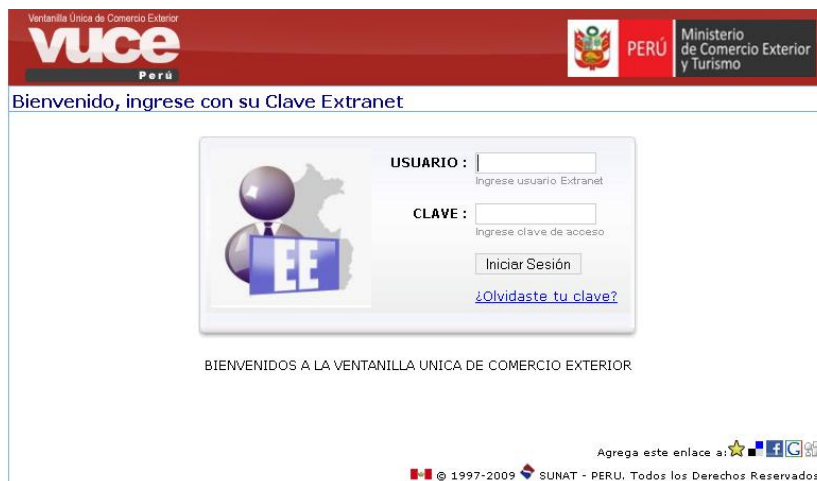 Ventanilla Única de Comercio Exterior
vuce
Perú
PERÚ
Ministerio
de Comercio Exterior
y Turismo
Bienvenido, ingrese con su Clave Extranet
USUARIO :
Ingrese usuario Extranet
CLAVE :
Ingrese clave de acceso
Iniciar Sesión
¿Olvidaste tu clave?
EE
BIENVENIDOS A LA VENTANILLA UNICA DE COMERCIO EXTERIOR
Agrega este enlace a:
© 1997-2009 SUNAT - PERU. Todos los Derechos Reservados